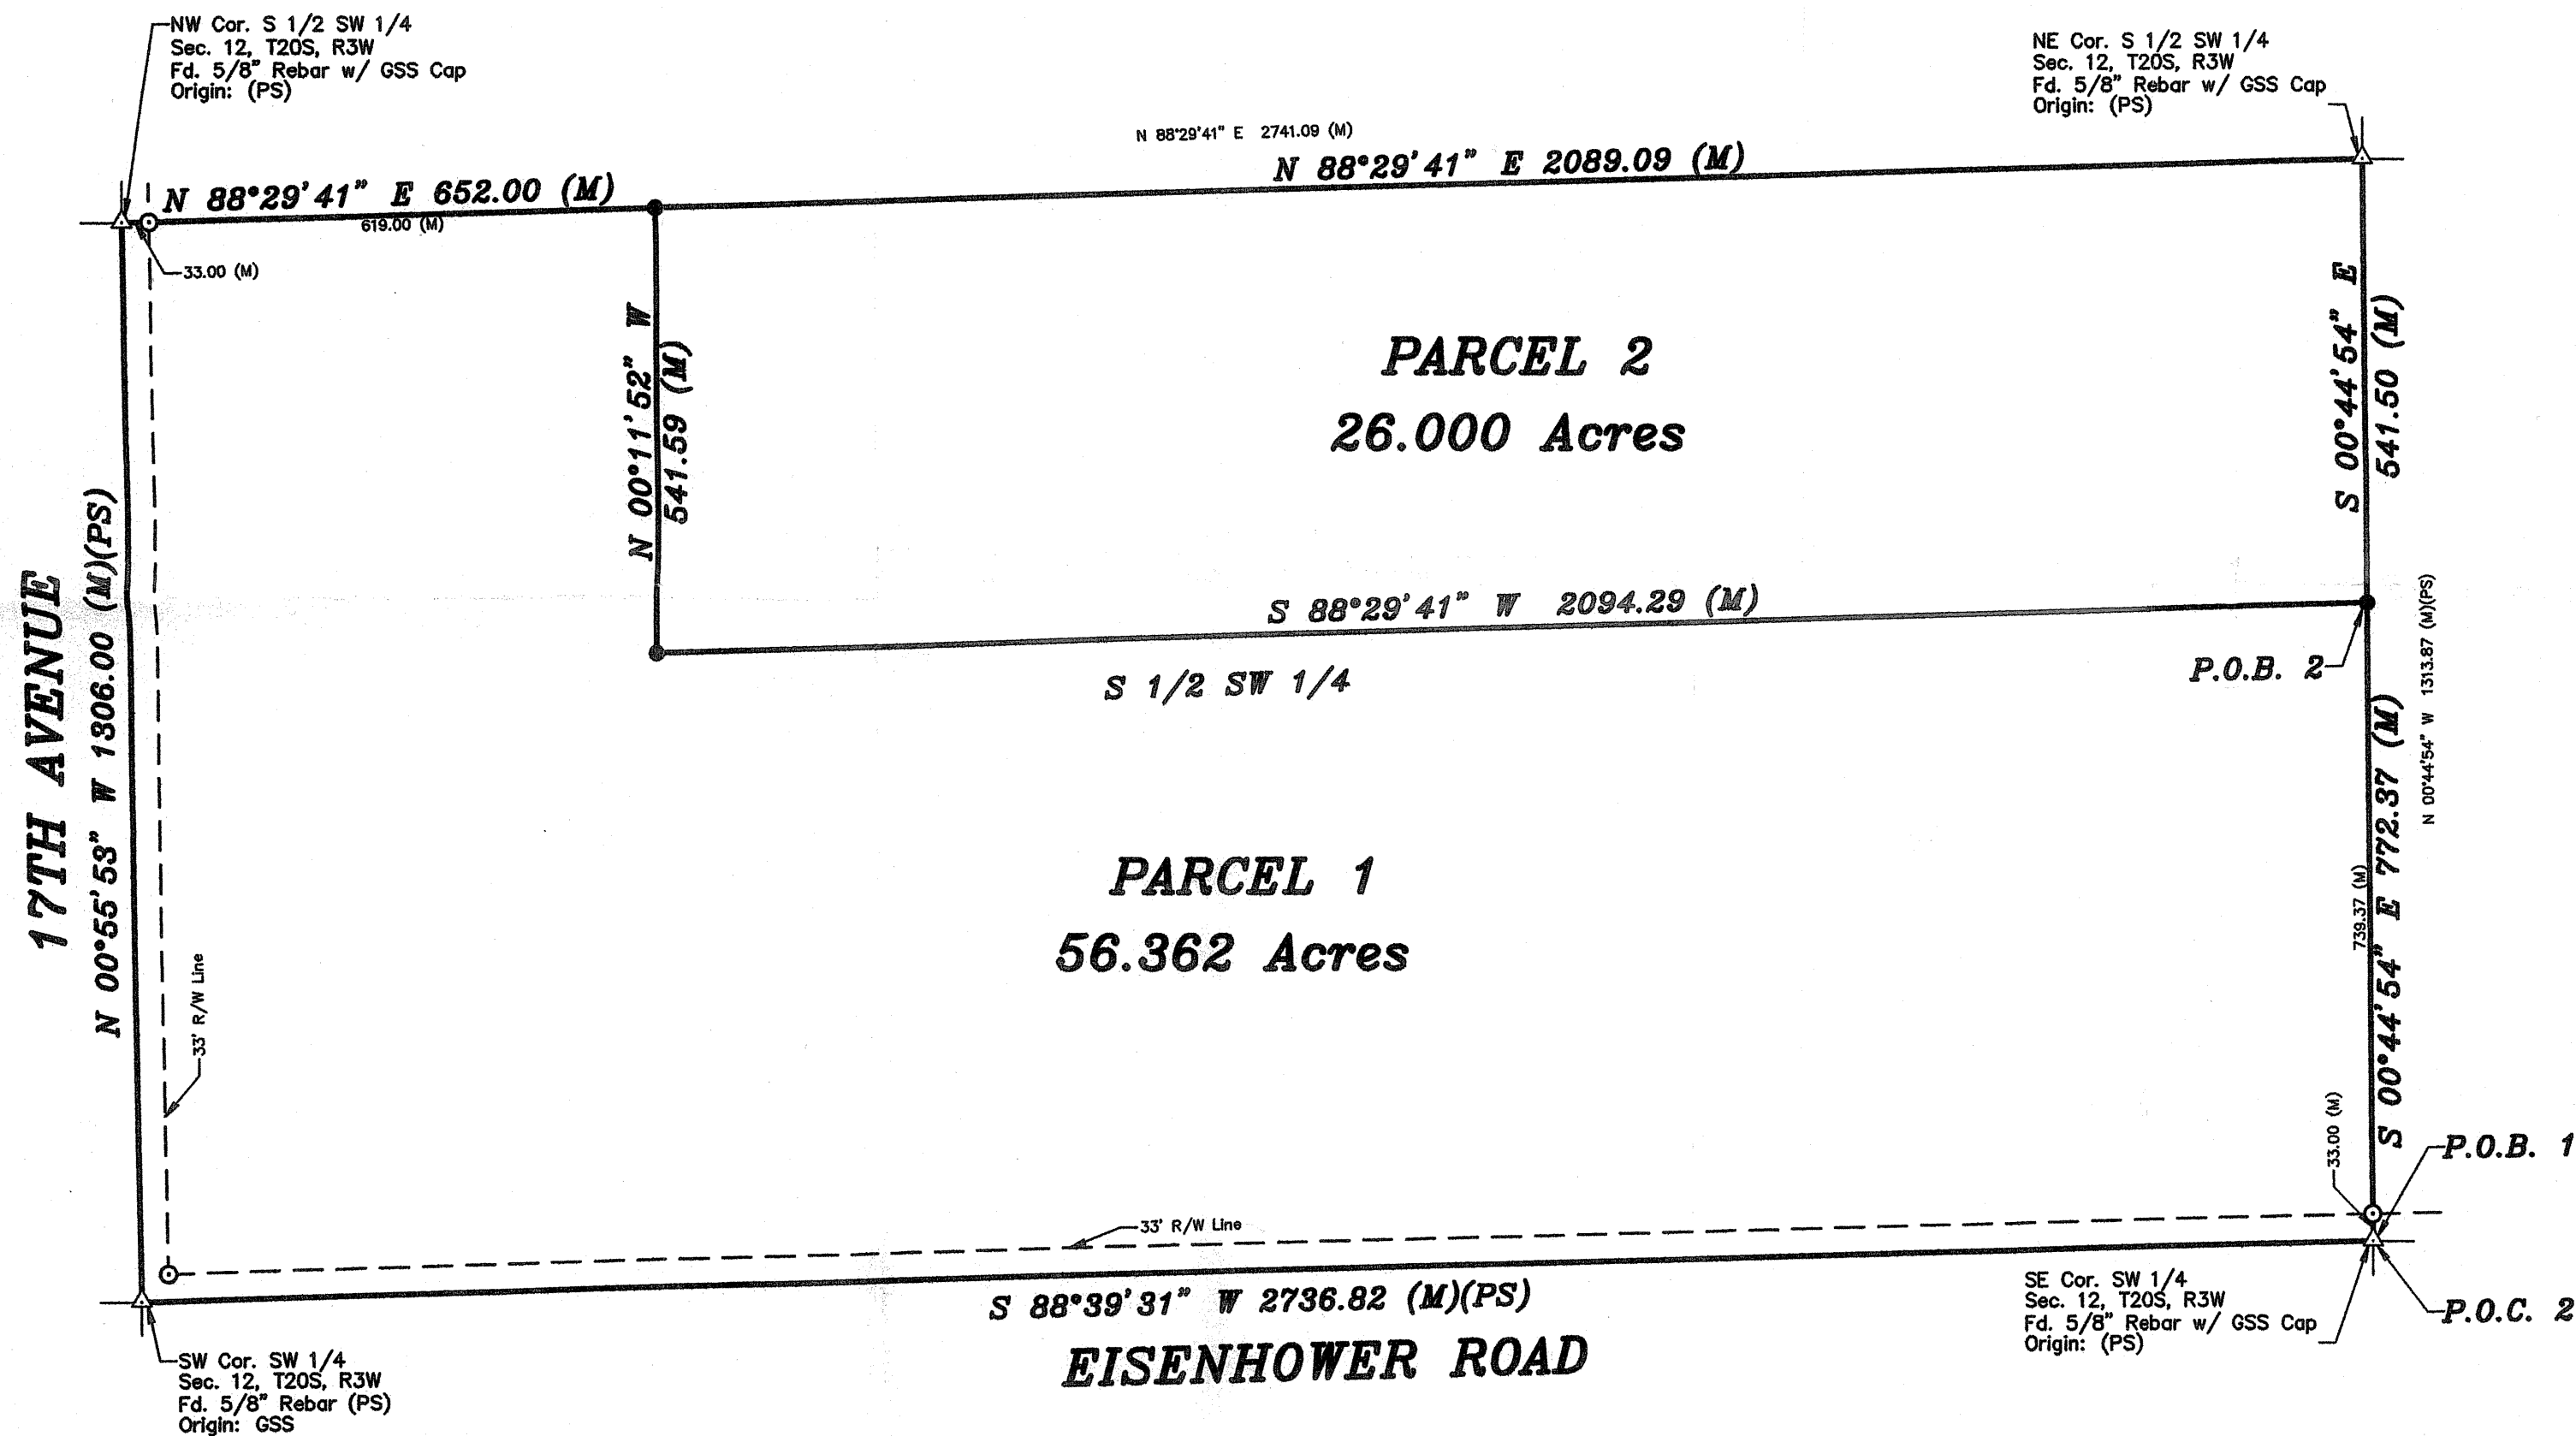 NW Cor. S 1/2 SW 1/4
Sec. 12, T20S, R3W
Fd. 5/8" Rebar w/ GSS Cap
Origin: (PS)
NE Cor. S 1/2 SW 1/4
Sec. 12, T20S, R3W
Fd. 5/8" Rebar w/ GSS Cap
Origin: (PS)
N 88°29'41" E 2741.09 (M)
N 88°29'41" E 2089.09 (M)
N 88°29'41" E 652.00 (M)
619.00 (M)
33.00 (M)
N 00°11'52" W
541.59 (M)
PARCEL 2
26.000 Acres
S 00°44'54" E
541.50 (M)
17TH AVENUE
N 00°55'53" W 1306.00 (M)(PS)
S 88°29'41" W 2094.29 (M)
S 1/2 SW 1/4
P.O.B. 2
N 00°44'54" W 1313.87 (M)(PS)
PARCEL 1
56.362 Acres
739.37 (M)
S 00°44'54" E 772.37 (M)
33' R/W Line
33.00 (M)
P.O.B. 1
33' R/W Line
S 88°39'31" W 2736.82 (M)(PS)
EISENHOWER ROAD
SE Cor. SW 1/4
Sec. 12, T20S, R3W
Fd. 5/8" Rebar w/ GSS Cap
Origin: (PS)
P.O.C. 2
SW Cor. SW 1/4
Sec. 12, T20S, R3W
Fd. 5/8" Rebar (PS)
Origin: GSS